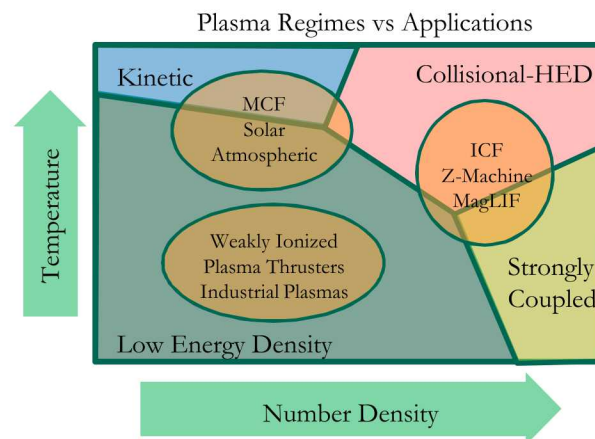 Plasma Regimes vs Applications
Kinetic
Collisional-HED
MCF
Solar
Atmospheric
ICF
Z-Machine
MagLIF
Temperature
Weakly Ionized
Plasma Thrusters
Industrial Plasmas
Strongly
Coupled
Low Energy Density
Number Density